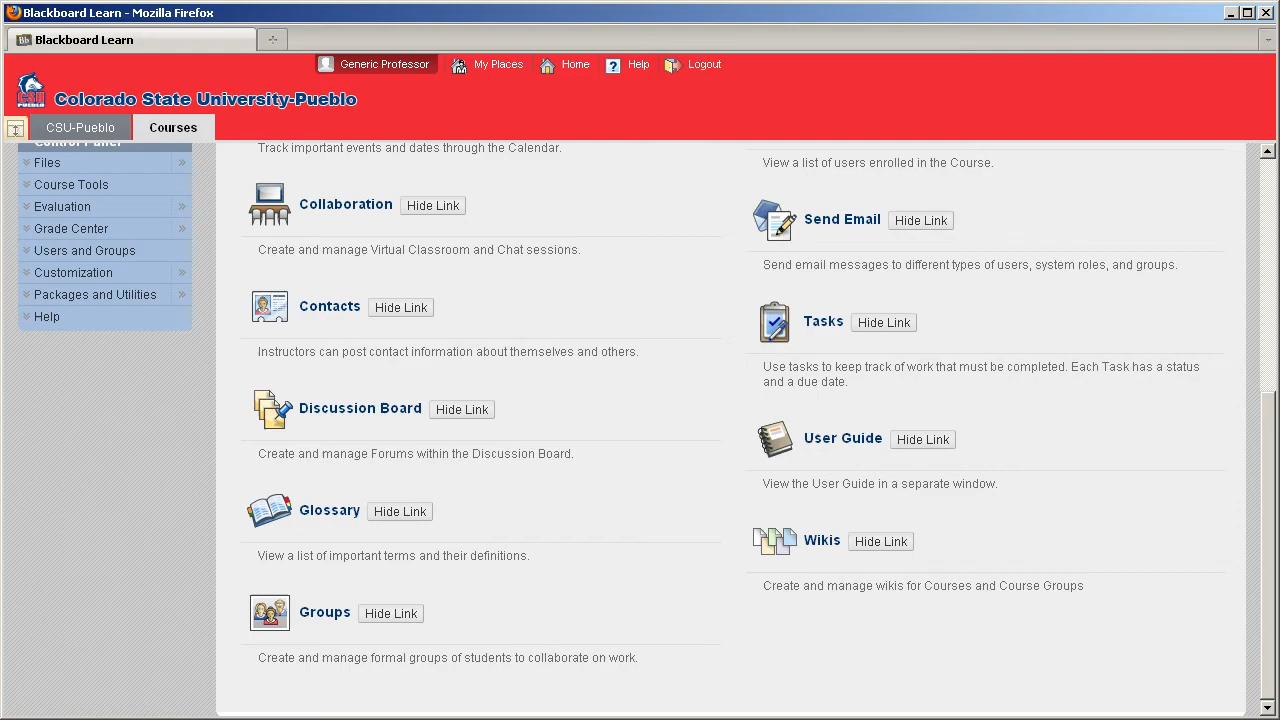 Blackboard Learn - Mozilla Firefox
Blackboard Learn
Generic Professor
My Places
Home
Help
Logout
CSU PUEBLO
Colorado State University-Pueblo
CSU-Pueblo
Courses
Files
Course Tools
Evaluation
Grade Center
Users and Groups
Customization
Packages and Utilities
Help
Track important events and dates through the Calendar.
Collaboration Hide Link
Create and manage Virtual Classroom and Chat sessions.
Contacts Hide Link
Instructors can post contact information about themselves and others.
Discussion Board Hide Link
Create and manage Forums within the Discussion Board.
Glossary Hide Link
View a list of important terms and their definitions.
Groups Hide Link
Create and manage formal groups of students to collaborate on work.
View a list of users enrolled in the Course.
Send Email Hide Link
Send email messages to different types of users, system roles, and groups.
Tasks Hide Link
Use tasks to keep track of work that must be completed. Each Task has a status
and a due date.
User Guide Hide Link
View the User Guide in a separate window.
Wikis Hide Link
Create and manage wikis for Courses and Course Groups